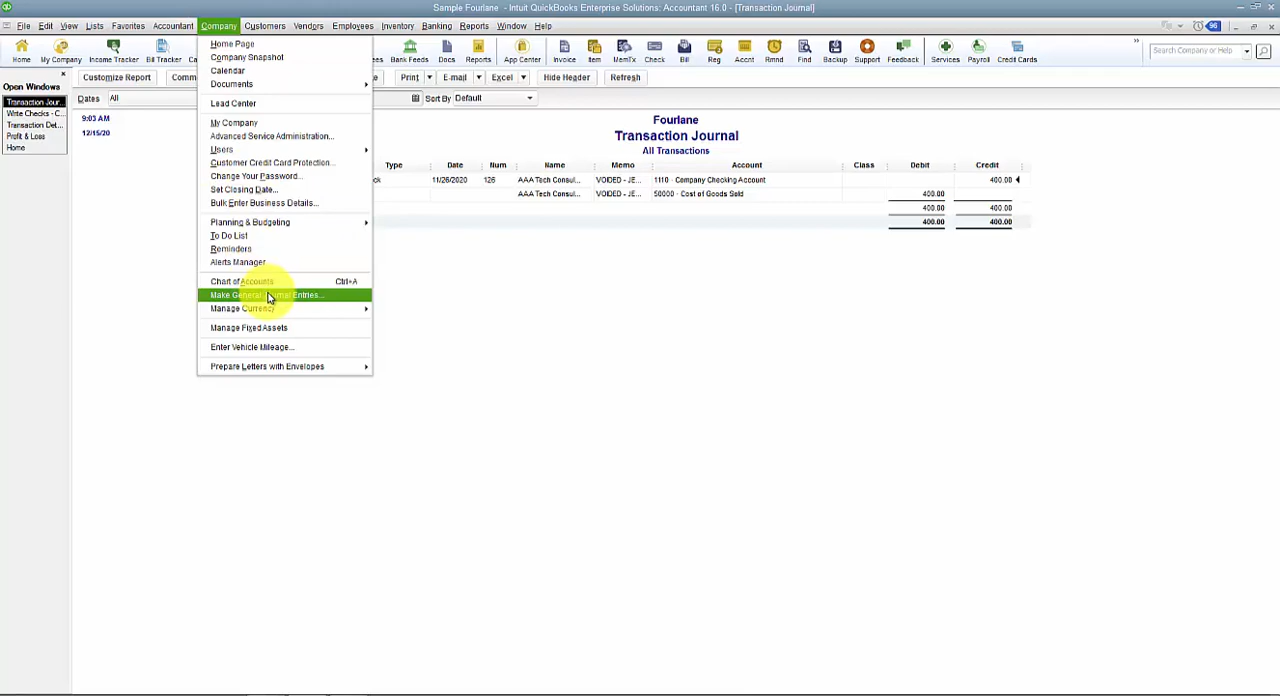 Sample Fourlane - Intuit QuickBooks Enterprise Solutions: Accountant 16.0 - [Transaction Journal]
File Edit View Lists Favorites Accountant Company Customers Vendors Employees Inventory Banking Reports Window Help
96
Home My Company Income Tracker Bill Tracker Bank Feeds Docs Reports App Center Invoice Item MemTx Check Bill Reg Accnt Rmnd Find Backup Support Feedback Services Payroll Credit Cards
Search Company or Help
Open Windows
Transaction Jour...
Write Checks - C...
Transaction Det...
Profit & Loss
Home
Customize Report Print E-mail Excel Hide Header Refresh
Dates All Sort By Default
9:03 AM
12/15/20
Home Page
Company Snapshot
Calendar
Documents
Lead Center
My Company
Advanced Service Administration...
Users
Customer Credit Card Protection...
Change Your Password...
Set Closing Date...
Bulk Enter Business Details...
Planning & Budgeting
To Do List
Reminders
Alerts Manager
Chart of Accounts Ctrl+A
Make General Journal Entries...
Manage Currency
Manage Fixed Assets
Enter Vehicle Mileage...
Prepare Letters with Envelopes
Fourlane
Transaction Journal
All Transactions
Type Date Num Name Memo Account Class Debit Credit
ck 11/26/2020 126 AAA Tech Consul... VOIDED - JE... 1110 · Company Checking Account 400.00
AAA Tech Consul... VOIDED - JE... 50000 · Cost of Goods Sold 400.00
400.00 400.00
400.00 400.00